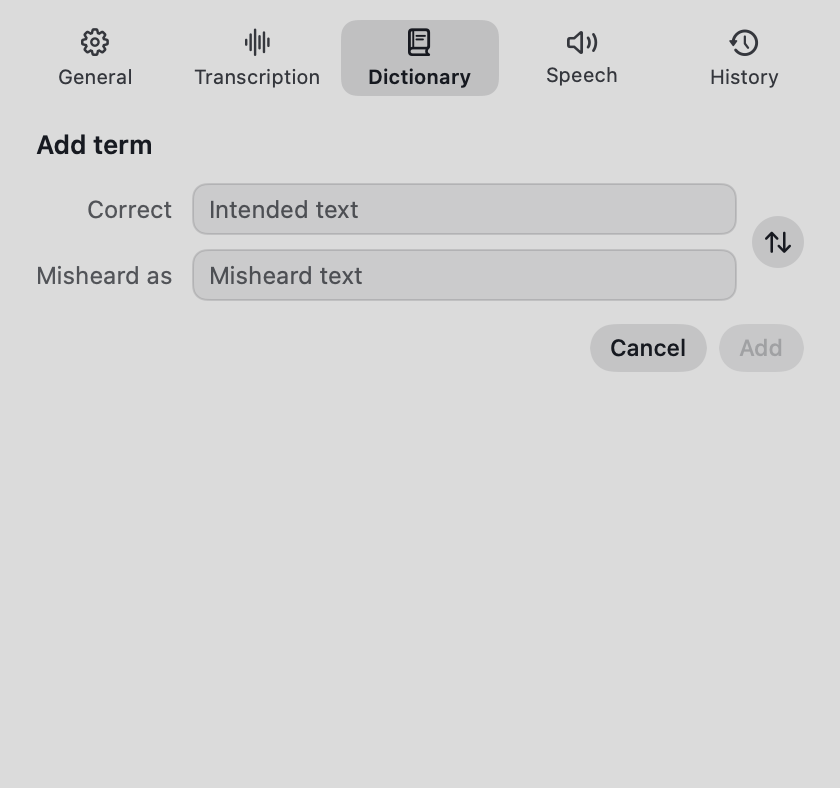 General
Transcription
Dictionary
Speech
History
Add term
Correct
Intended text
Misheard as
Misheard text
Cancel
Add